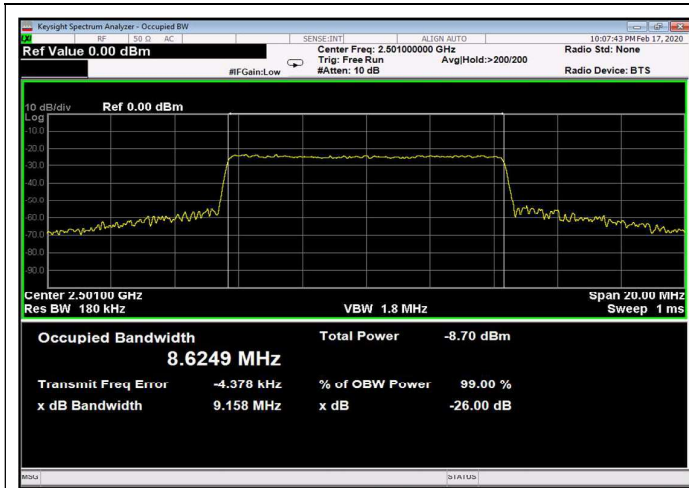 Keysight Spectrum Analyzer - Occupied BW
LXI RF 50 Ω AC SENSE:INT ALIGN AUTO 10:07:43 PM Feb 17, 2020
Ref Value 0.00 dBm Center Freq: 2.501000000 GHz Radio Std: None
Trig: Free Run Avg|Hold:>200/200
#IFGain:Low #Atten: 10 dB Radio Device: BTS
10 dB/div Ref 0.00 dBm
Log
-10.0
-20.0
-30.0
-40.0
-50.0
-60.0
-70.0
-80.0
-90.0
Center 2.50100 GHz Span 20.00 MHz
Res BW 180 kHz VBW 1.8 MHz Sweep 1 ms
Occupied Bandwidth Total Power -8.70 dBm
8.6249 MHz
Transmit Freq Error -4.378 kHz % of OBW Power 99.00 %
x dB Bandwidth 9.158 MHz x dB -26.00 dB
MSG STATUS